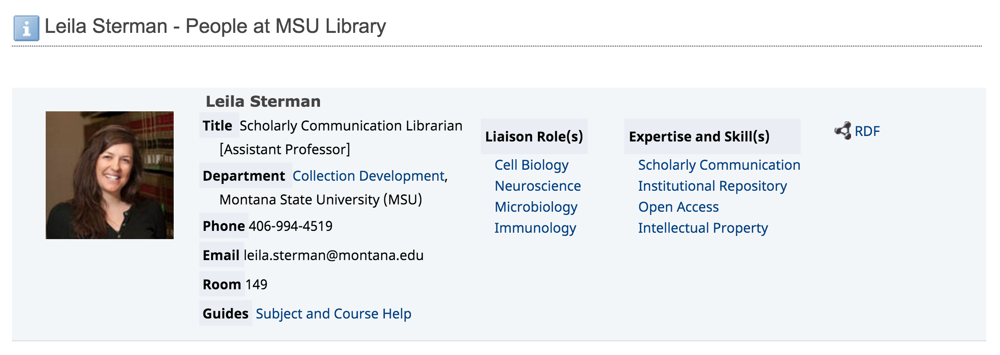 Leila Sterman - People at MSU Library
Leila Sterman
Title Scholarly Communication Librarian
[Assistant Professor]
Department Collection Development,
Montana State University (MSU)
Phone 406-994-4519
Email leila.sterman@montana.edu
Room 149
Guides Subject and Course Help
Liaison Role(s)
Cell Biology
Neuroscience
Microbiology
Immunology
Expertise and Skill(s)
Scholarly Communication
Institutional Repository
Open Access
Intellectual Property
RDF